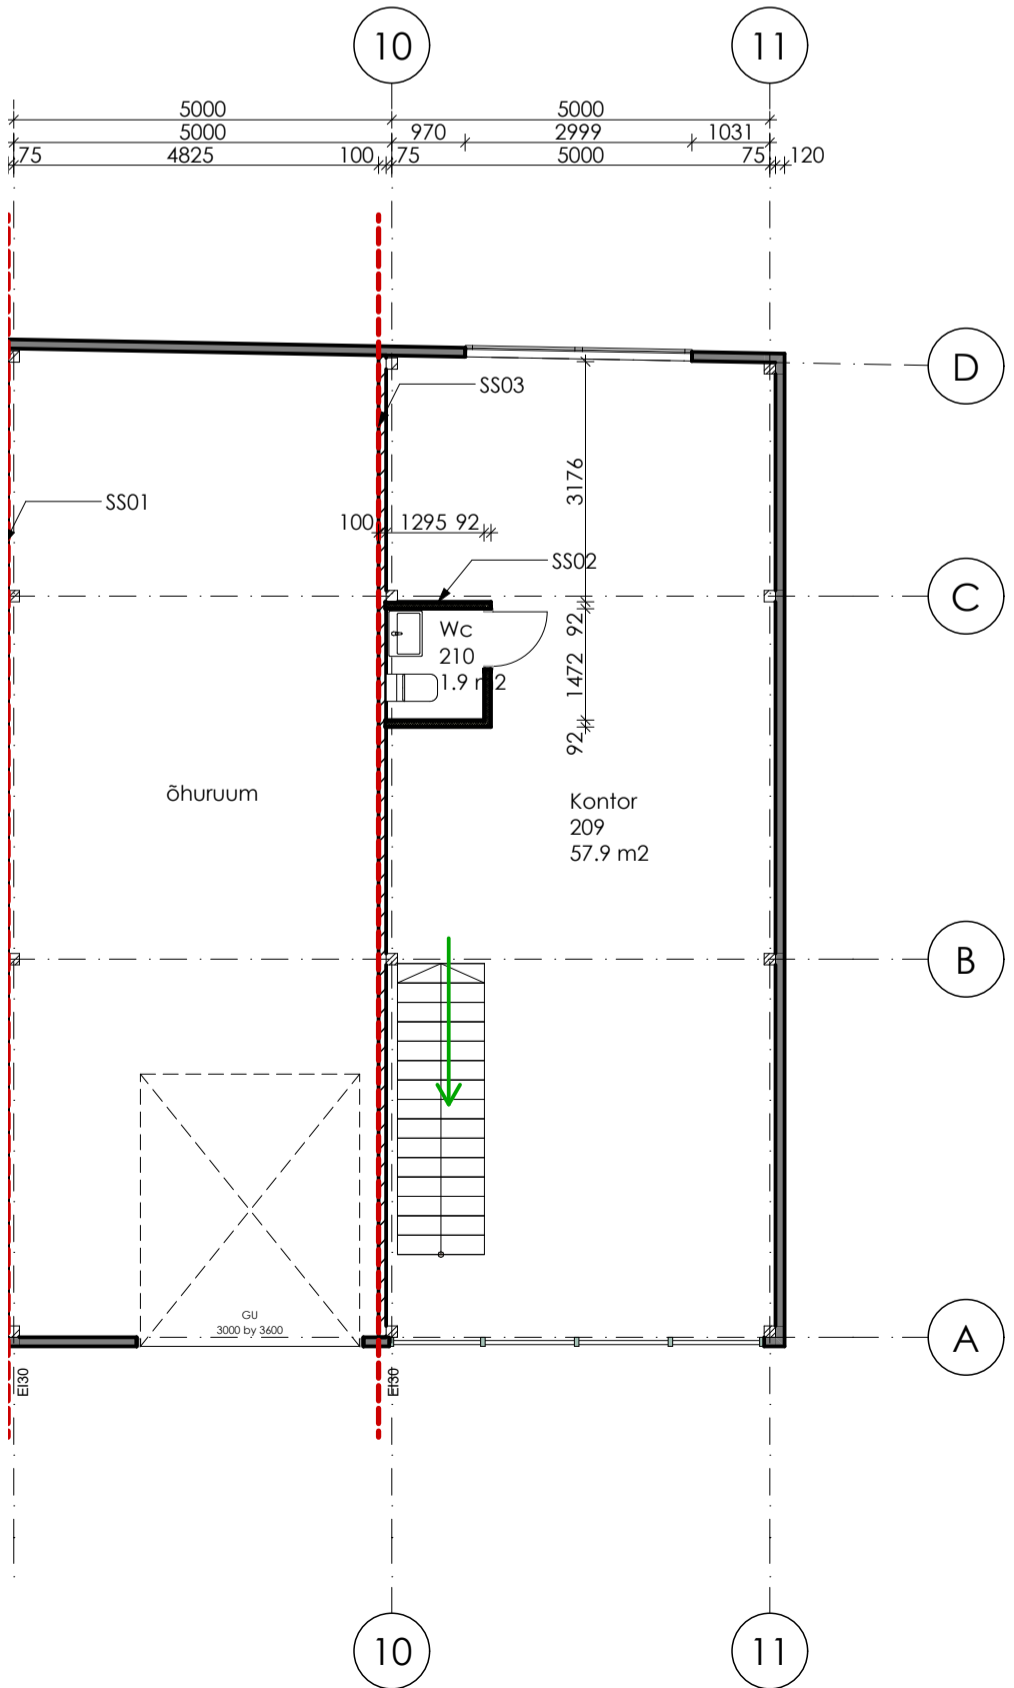 10
11
5000 5000
5000 970 2999 1031
75 4825 100 75 5000 75 120
D
SS03
3176
SS01
100 1295 92
SS02
C
Wc
210
1.9 m2
92
1472
92
õhuruum
Kontor
209
57.9 m2
B
GU
3000 by 3600
A
EI30
EI30
10
11